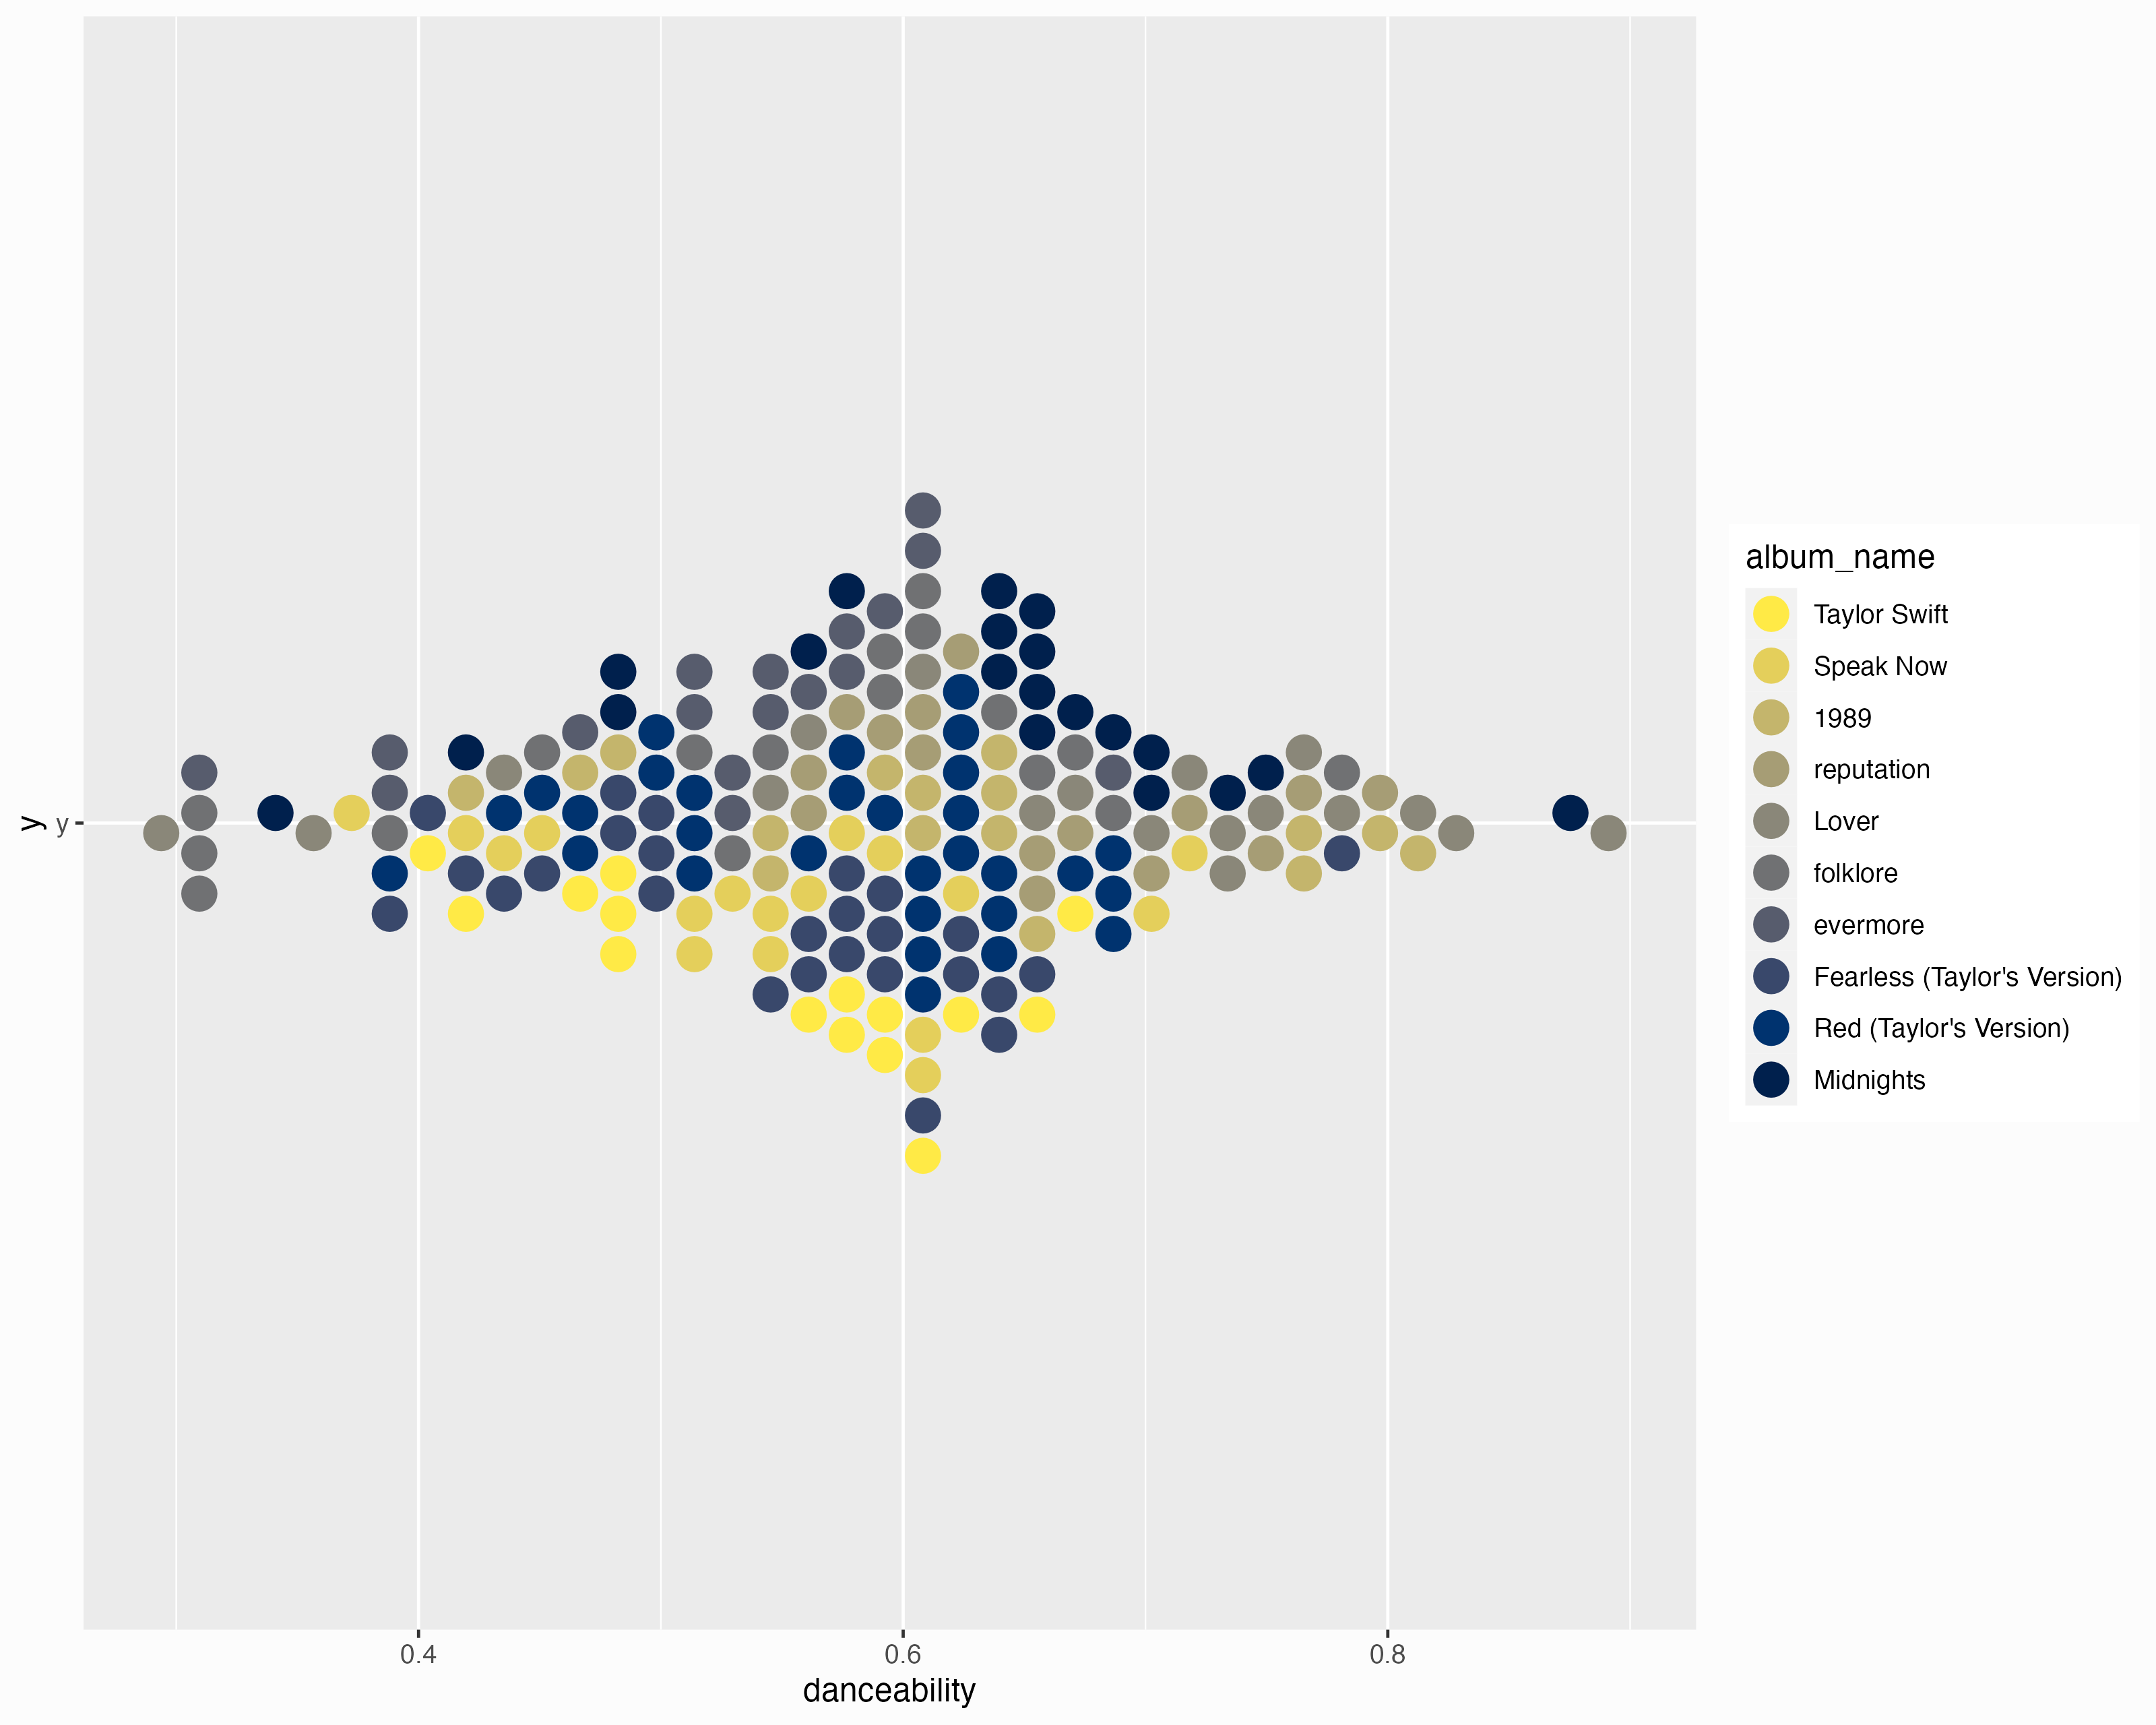 y
y
0.4
0.6
0.8
danceability
album_name
Taylor Swift
Speak Now
1989
reputation
Lover
folklore
evermore
Fearless (Taylor's Version)
Red (Taylor's Version)
Midnights